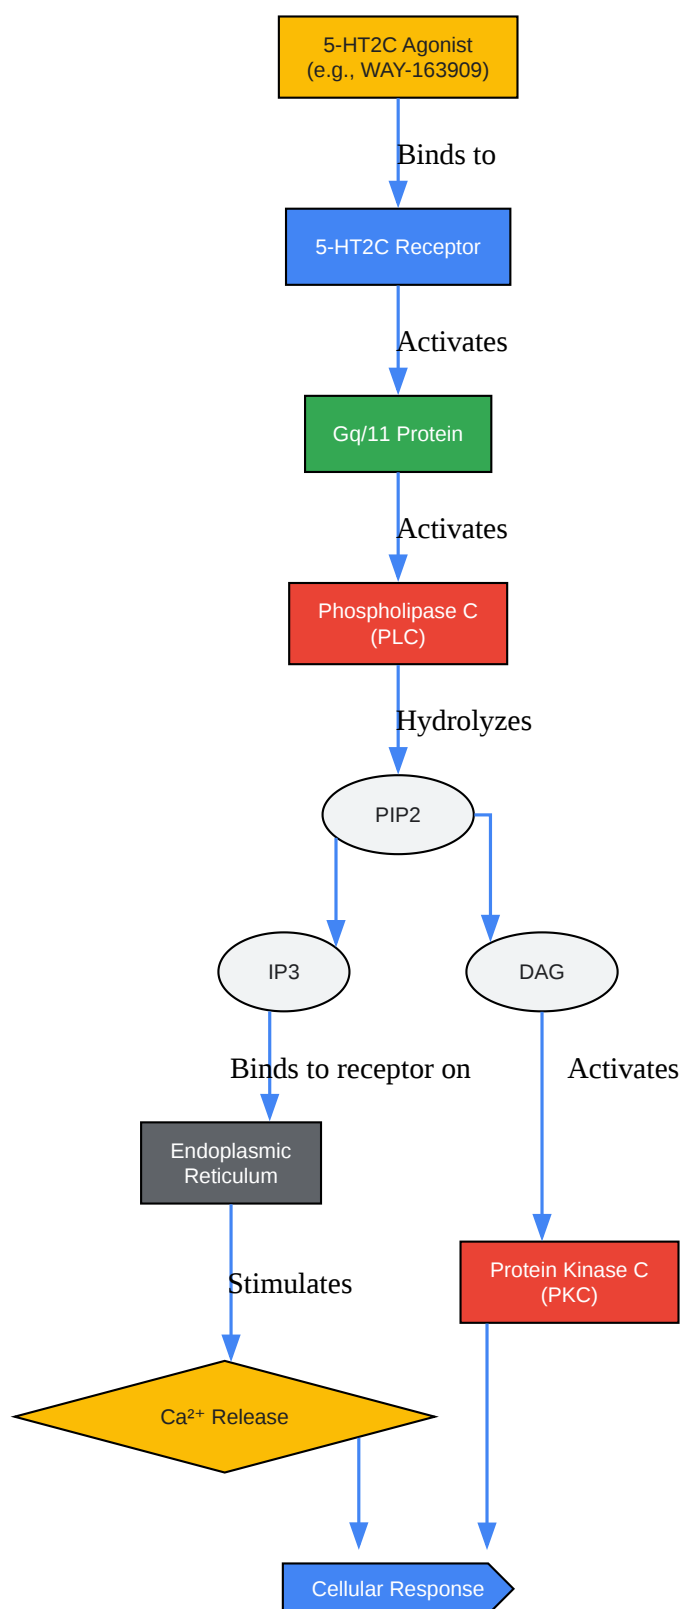 5-HT2C Agonist
(e.g., WAY-163909)
Binds to
5-HT2C Receptor
Activates
Gq/11 Protein
Activates
Phospholipase C
(PLC)
Hydrolyzes
PIP2
IP3
DAG
Binds to receptor on
Activates
Endoplasmic
Reticulum
Stimulates
Protein Kinase C
(PKC)
Ca²⁺ Release
Cellular Response